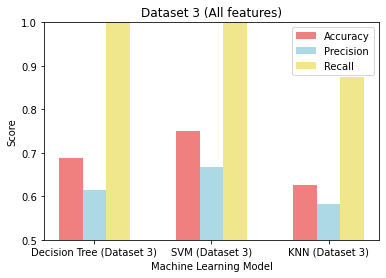 Dataset 3 (All features)
Accuracy
Precision
Recall
1.0
0.9
0.8
0.7
0.6
0.5
Score
Decision Tree (Dataset 3) SVM (Dataset 3) KNN (Dataset 3)
Machine Learning Model